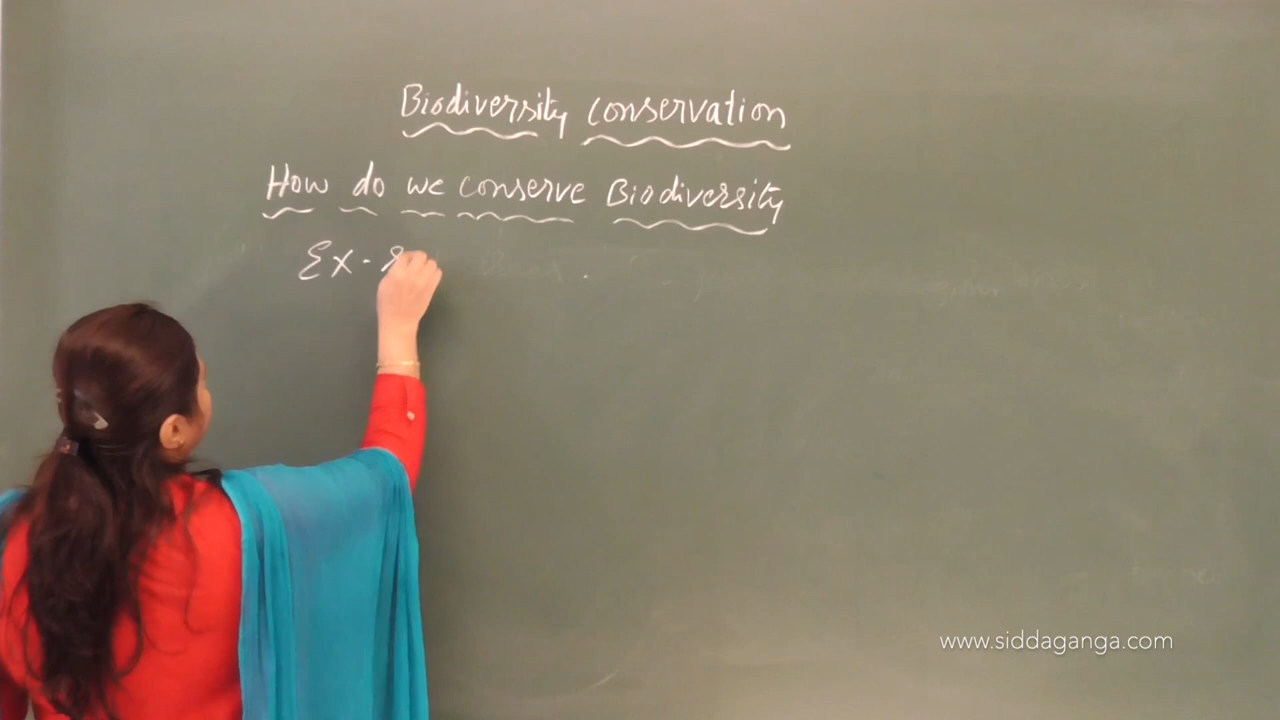 Biodiversity conservation
How do we conserve Biodiversity
Ex-s
www.siddaganga.com